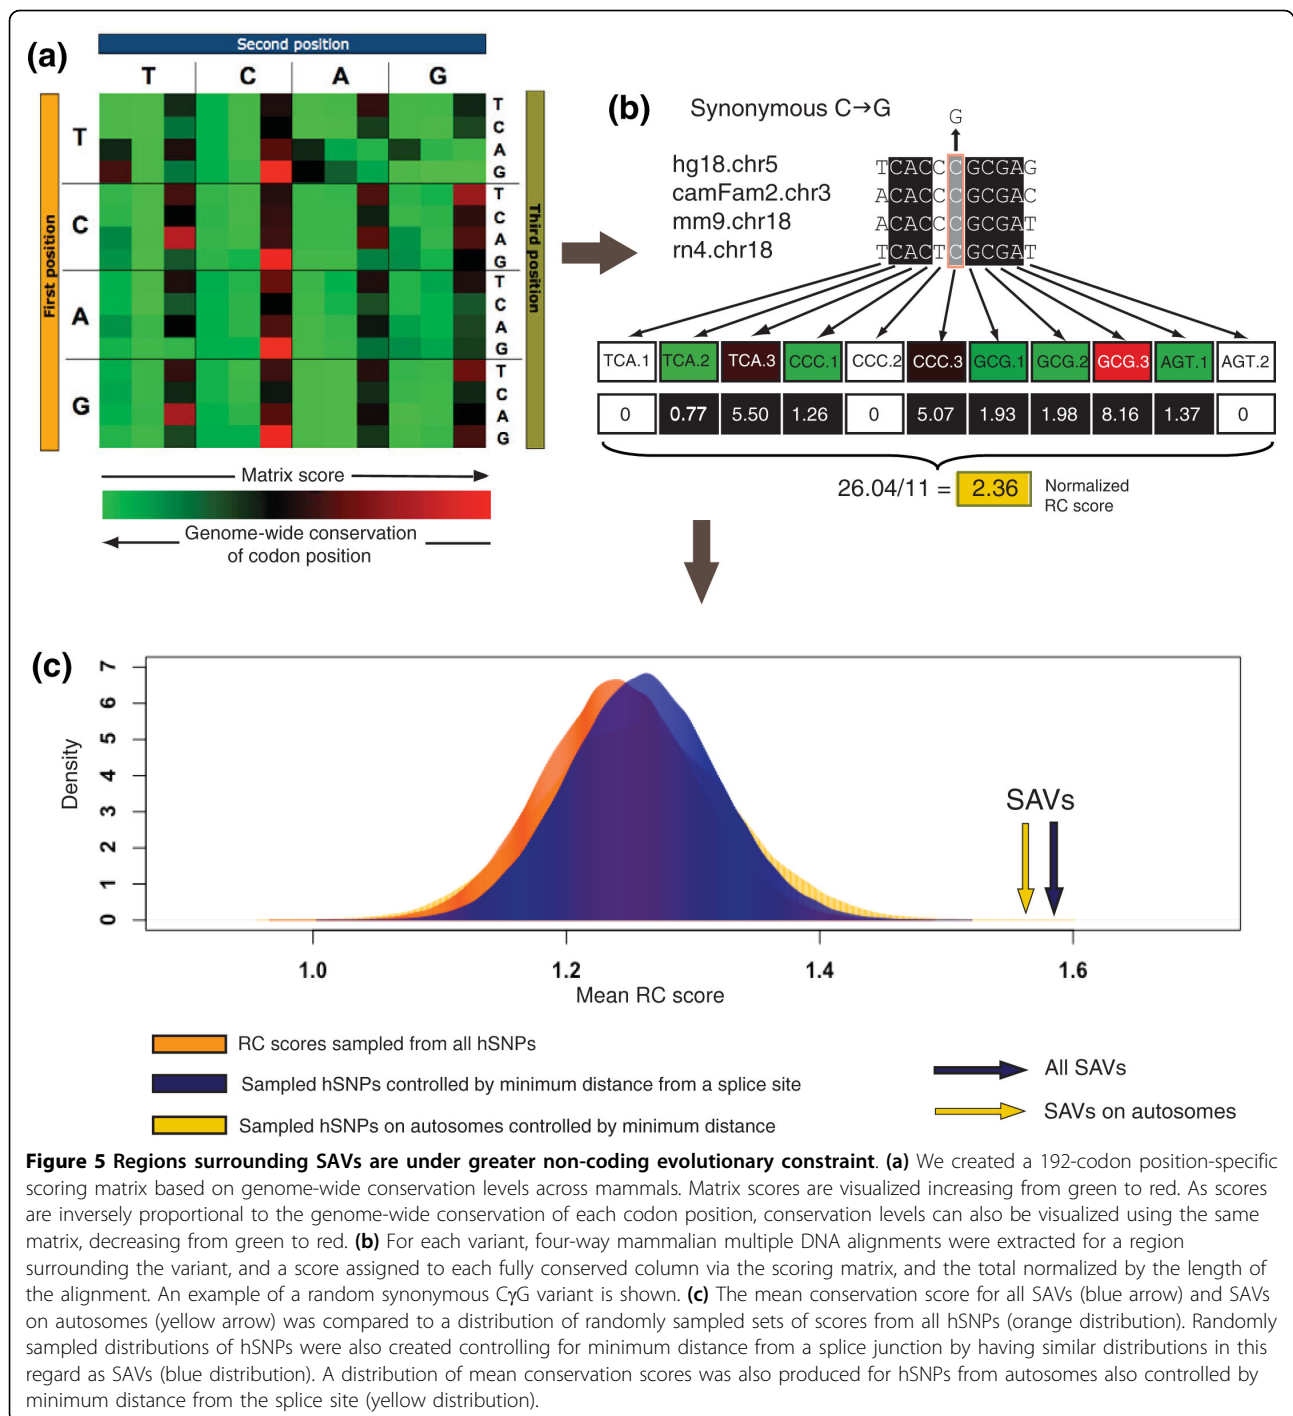 (a)
Second position
T C A G
First position
T
C
A
G
T
C
A
G
T
C
A
G
T
C
A
G
T
C
A
G
Third position
Matrix score
Genome-wide conservation
of codon position
(b)
Synonymous C→G
G
hg18.chr5 TCACCCGCGAG
camFam2.chr3 ACACCCGCGAC
mm9.chr18 ACACCCGCGAT
rn4.chr18 TCACTCGCGAT
TCA.1 TCA.2 TCA.3 CCC.1 CCC.2 CCC.3 GCG.1 GCG.2 GCG.3 AGT.1 AGT.2
0 0.77 5.50 1.26 0 5.07 1.93 1.98 8.16 1.37 0
26.04/11 = 2.36 Normalized
RC score
(c)
Density
7
6
5
4
3
2
1
0
SAVs
1.0 1.2 1.4 1.6
Mean RC score
RC scores sampled from all hSNPs
Sampled hSNPs controlled by minimum distance from a splice site
Sampled hSNPs on autosomes controlled by minimum distance
All SAVs
SAVs on autosomes
Figure 5 Regions surrounding SAVs are under greater non-coding evolutionary constraint. (a) We created a 192-codon position-specific
scoring matrix based on genome-wide conservation levels across mammals. Matrix scores are visualized increasing from green to red. As scores
are inversely proportional to the genome-wide conservation of each codon position, conservation levels can also be visualized using the same
matrix, decreasing from green to red. (b) For each variant, four-way mammalian multiple DNA alignments were extracted for a region
surrounding the variant, and a score assigned to each fully conserved column via the scoring matrix, and the total normalized by the length of
the alignment. An example of a random synonymous CγG variant is shown. (c) The mean conservation score for all SAVs (blue arrow) and SAVs
on autosomes (yellow arrow) was compared to a distribution of randomly sampled sets of scores from all hSNPs (orange distribution). Randomly
sampled distributions of hSNPs were also created controlling for minimum distance from a splice junction by having similar distributions in this
regard as SAVs (blue distribution). A distribution of mean conservation scores was also produced for hSNPs from autosomes also controlled by
minimum distance from the splice site (yellow distribution).